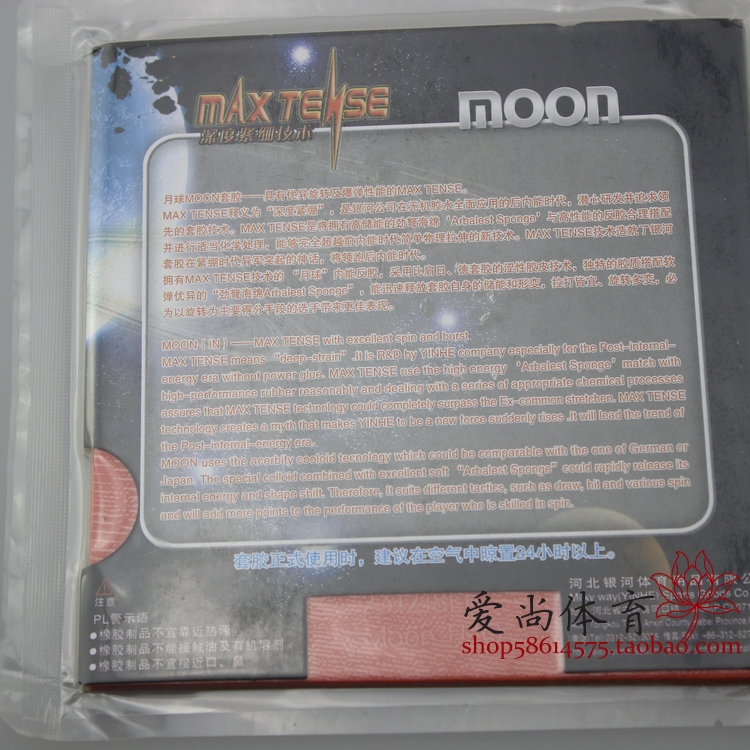 MAX TENSE
深度紧绷技术
MOON
月球MOON套胶——具有优异旋转及爆薄性能的MAX TENSE。
MAX TENSE释义为“深度紧绷”,是银河公司在无机胶水全面应用的后内能时代,潜心研发并追求领
先的套胶技术。MAX TENSE是将拥有高储能的劲弩海绵‘Arbalest Sponge’与高性能的反胶合理搭配
并进行适当化学处理,能够完全超越前内能时代简单物理拉伸的新技术。MAX TENSE技术造就了银河
套胶在紧绷时代异军突起的神话,将领导后内能时代。
拥有MAX TENSE技术的“月球”内能反胶,采用比肩日、德套胶的涩性胶皮技术,独特的胶质搭配软
弹优异的“劲弩海绵Arbalest Sponge”,能迅速释放套胶自身的储能和形变,拉打皆宜、旋转多变,必
为以旋转为主要得分手段的选手带来更佳表现。
MOON(IN)——MAX TENSE with excellent spin and burst.
MAX TENSE means “deep-strain”.It is R&D by YINHE company especially for the Post-internal-
energy era without power glue. MAX TENSE use the high energy ‘Arbalest Sponge’ match with
high-performance rubber reasonably and dealing with a series of appropriate chemical processes
assures that MAX TENSE technology could completely surpass the Ex-common stretchen. MAX TENSE
technology creates a myth that makes YINHE to be a new force suddenly rises .It will lead the trend of
the Post-internal-energy era.
MOON uses the acerbity cooloid tecnology which could be comparable with the one of German or
Japan. The special colloid combined with excellent soft “Arbalest Sponge” could rapidly release its
internal energy and shape shift. Therefore, it suits different tactics, such as draw, hit and various spin
and will add more points to the performance of the player who is skilled in spin.
套胶正式使用时,建议在空气中晾置24小时以上。
注意
PL警示语
●橡胶制品不宜靠近热源
●橡胶制品不能接触油及有机溶剂
●橡胶制品不宜接近口、鼻
河北银河体育用品有限公
爱尚体育
shop58614575.taobao.com